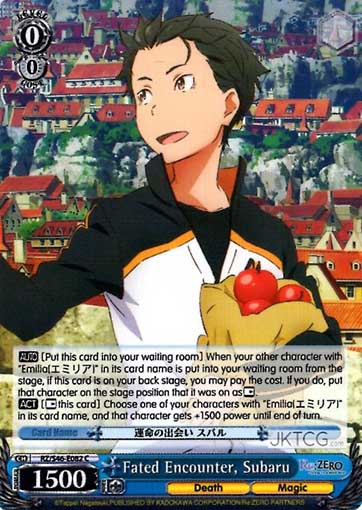 0
0
AUTO [Put this card into your waiting room] When your other character with
"Emilia(エミリア)" in its card name is put into your waiting room from the
stage, if this card is on your back stage, you may pay the cost. If you do, put
that character on the stage position that it was on as
ACT [this card] Choose one of your characters with "Emilia(エミリア)"
in its card name, and that character gets +1500 power until end of turn.
Card Name 運命の出会い スバル
JKTCG.com
RZ/S46-E082 C
1500
Fated Encounter, Subaru
Re:ZERO
Death Magic
©Tappei Nagatsuki,PUBLISHED BY KADOKAWA CORPORATION/Re:ZERO PARTNERS